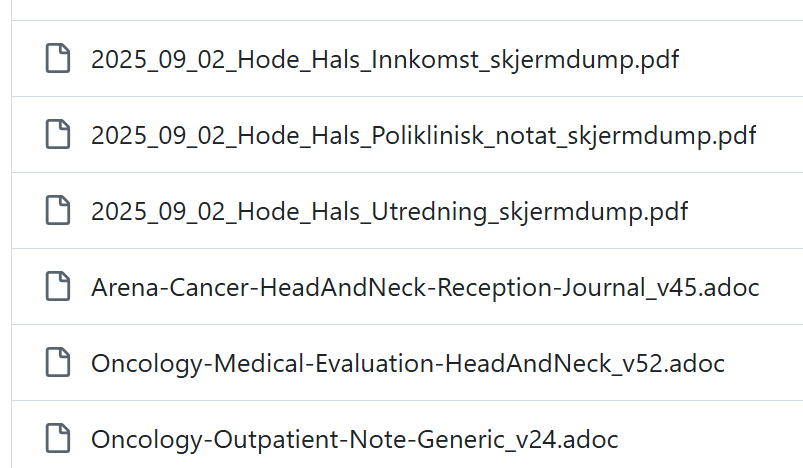 2025_09_02_Hode_Hals_Innkomst_skjermdump.pdf
2025_09_02_Hode_Hals_Poliklinisk_notat_skjermdump.pdf
2025_09_02_Hode_Hals_Utredning_skjermdump.pdf
Arena-Cancer-HeadAndNeck-Reception-Journal_v45.adoc
Oncology-Medical-Evaluation-HeadAndNeck_v52.adoc
Oncology-Outpatient-Note-Generic_v24.adoc